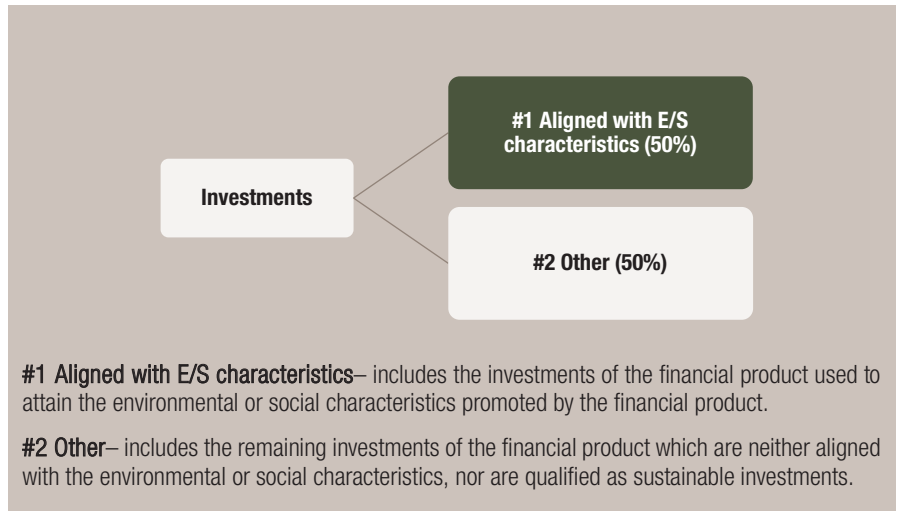 #1 Aligned with E/S
characteristics (50%)
Investments
#2 Other (50%)
#1 Aligned with E/S characteristics– includes the investments of the financial product used to
attain the environmental or social characteristics promoted by the financial product.
#2 Other– includes the remaining investments of the financial product which are neither aligned
with the environmental or social characteristics, nor are qualified as sustainable investments.